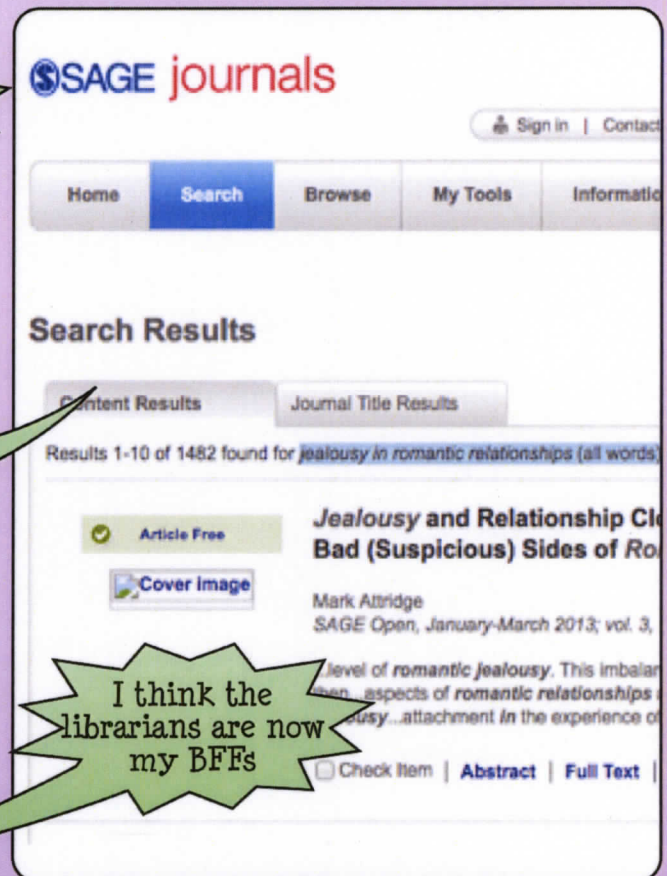 SAGE journals
Sign in | Contact
Home Search Browse My Tools
Search Results
Content Results Journal Title Results
Results 1-10 of 1482 found for jealousy in romantic relationships (all words)
Article Free
Cover image
Jealousy and Relationship
Bad (Suspicious) Sides of
Mark Attridge
SAGE Open, January-March 2013; vol. 3,
...level of romantic jealousy. This
...aspects of romantic relationships
...attachment in the experience of
I think the
librarians are now
my BFFs
Check Item | Abstract | Full Text |